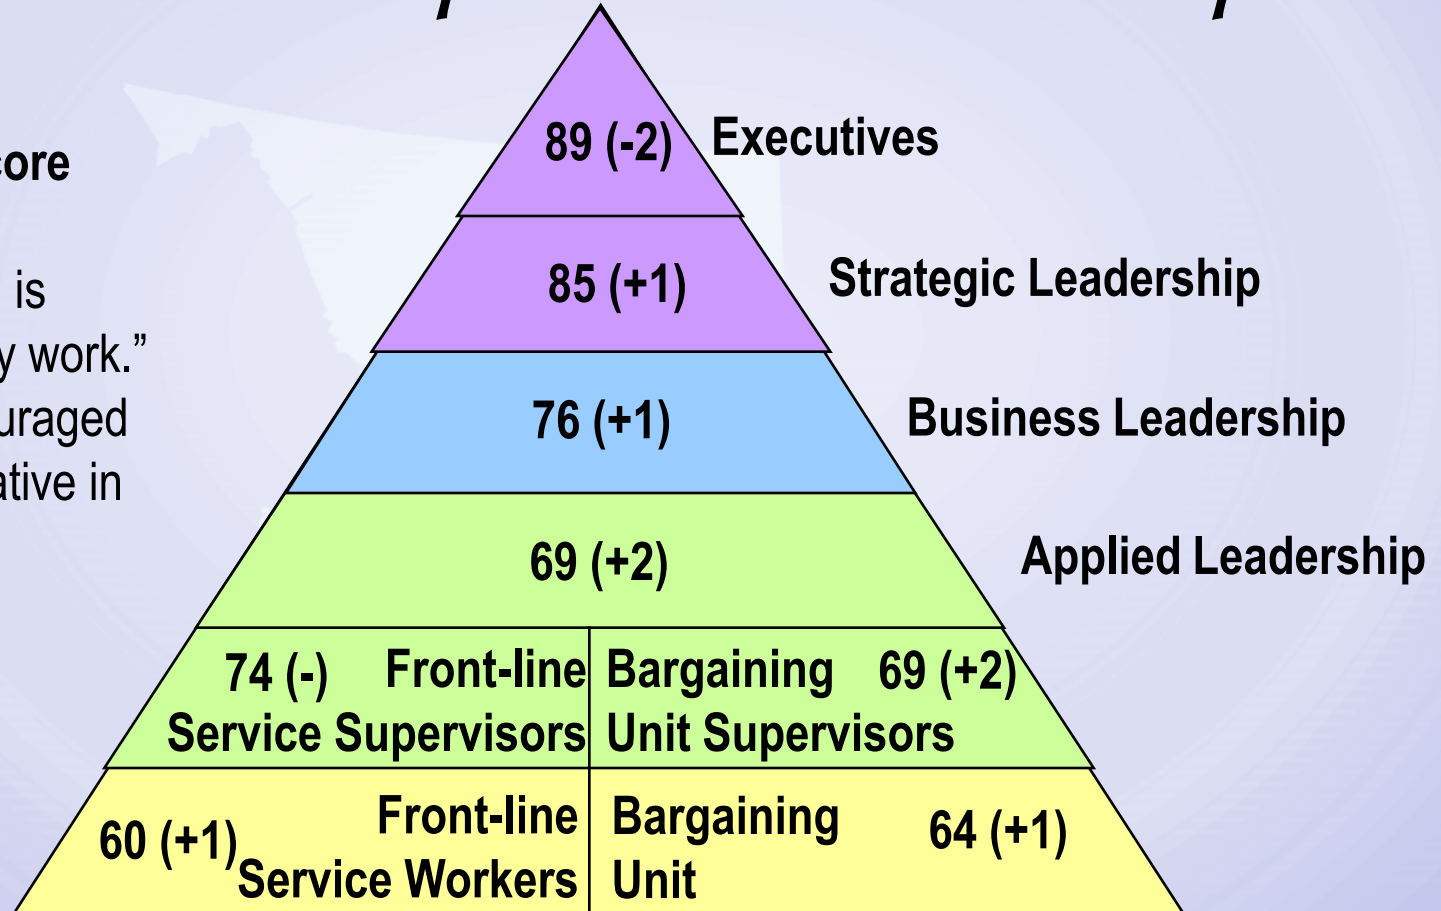 core
is
y work.”
uraged
ative in
89 (-2) Executives
85 (+1) Strategic Leadership
76 (+1) Business Leadership
69 (+2) Applied Leadership
74 (-) Front-line
Service Supervisors
Bargaining 69 (+2)
Unit Supervisors
60 (+1) Front-line
Service Workers
Bargaining 64 (+1)
Unit